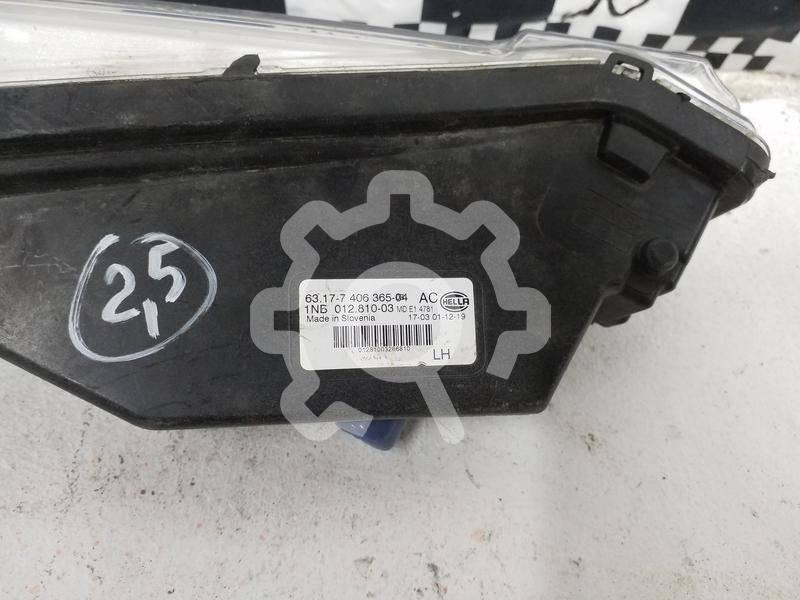 2,5
63.17-7 406 365-04 AC HELLA
1NБ 012.810-03 MD E1 4781
Made in Slovenia 17-03 01-12-19
01281003286810
LH